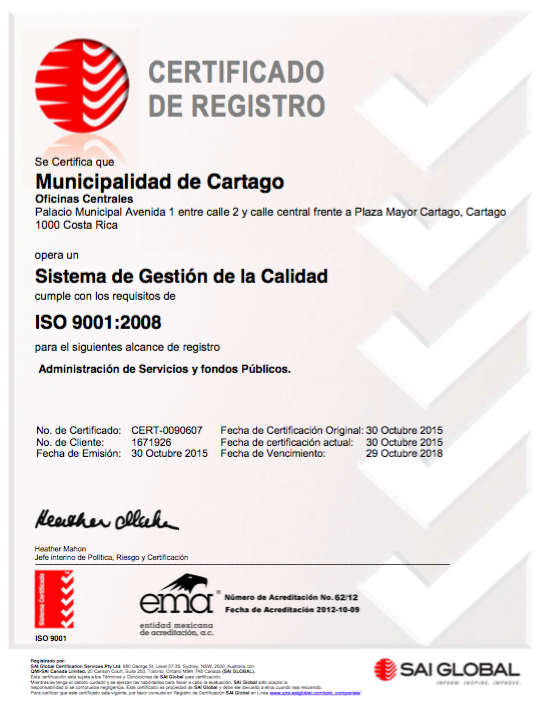 CERTIFICADO
DE REGISTRO
Se Certifica que
Municipalidad de Cartago
Oficinas Centrales
Palacio Municipal Avenida 1 entre calle 2 y calle central frente a Plaza Mayor Cartago, Cartago
1000 Costa Rica
opera un
Sistema de Gestión de la Calidad
cumple con los requisitos de
ISO 9001:2008
para el siguientes alcance de registro
Administración de Servicios y fondos Públicos.
No. de Certificado: CERT-0090607 Fecha de Certificación Original: 30 Octubre 2015
No. de Cliente: 1671926 Fecha de certificación actual: 30 Octubre 2015
Fecha de Emisión: 30 Octubre 2015 Fecha de Vencimiento: 29 Octubre 2018
Heather Mahon
Heather Mahon
Jefe interino de Política, Riesgo y Certificación
Sistema Certificado
ISO 9001
ema®
entidad mexicana
de acreditación, a.c.
Número de Acreditación No. 62/12
Fecha de Acreditación 2012-10-09
Registrado por:
SAI Global Certification Services Pty Ltd. 680 George St. Level 37-38, Sydney, NSW, 2000, Australia con
QMI-SAI Canada Limited, 20 Carlson Court, Suite 200, Toronto, Ontario M9W 7K6 Canada (SAI GLOBAL).
Este certificación esta sujeto a los Términos y Condiciones de SAI Global para certificación.
Mientras se tenga el debido cuidado y se ejerzan las habilidades para llevar a cabo la evaluación, SAI Global solo acepta la
responsabilidad si se comprueba negligencia. Este certificado es propiedad de SAI Global y debe ser devuelto a ellos cuando sea requerido.
Para verificar que este certificado esta vigente, por favor consulte en Registro de Certificación SAI Global en Línea www.qmi-saiglobal.com/qmi_companies/
SAI GLOBAL
INFORM. INSPIRE. IMPROVE.